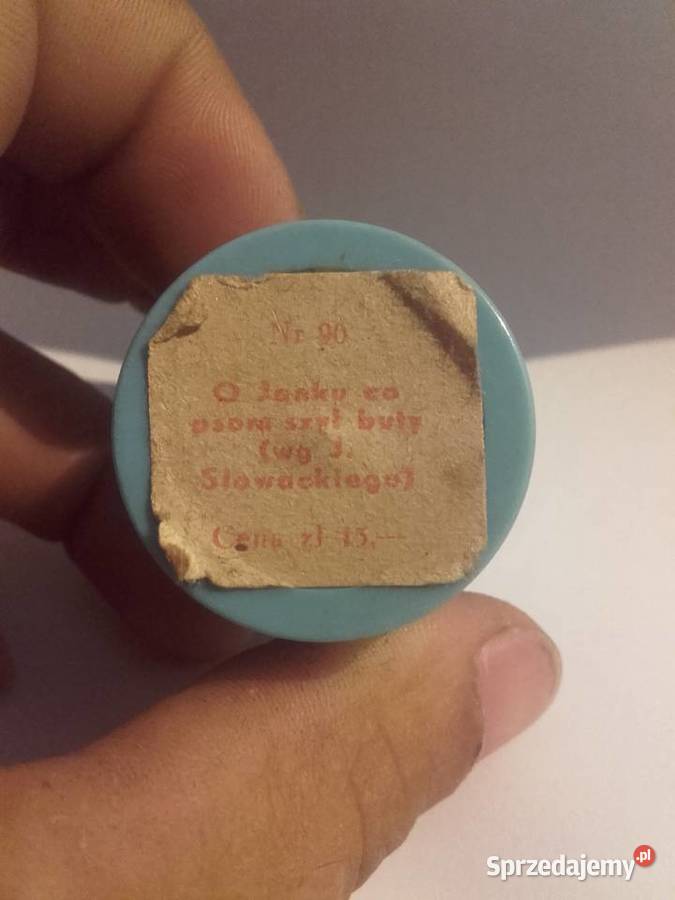 Nr 90
O Janku co
psom szył buty
(wg J.
Słowackiego)
Cena zł 15,—
Sprzedajemy.pl